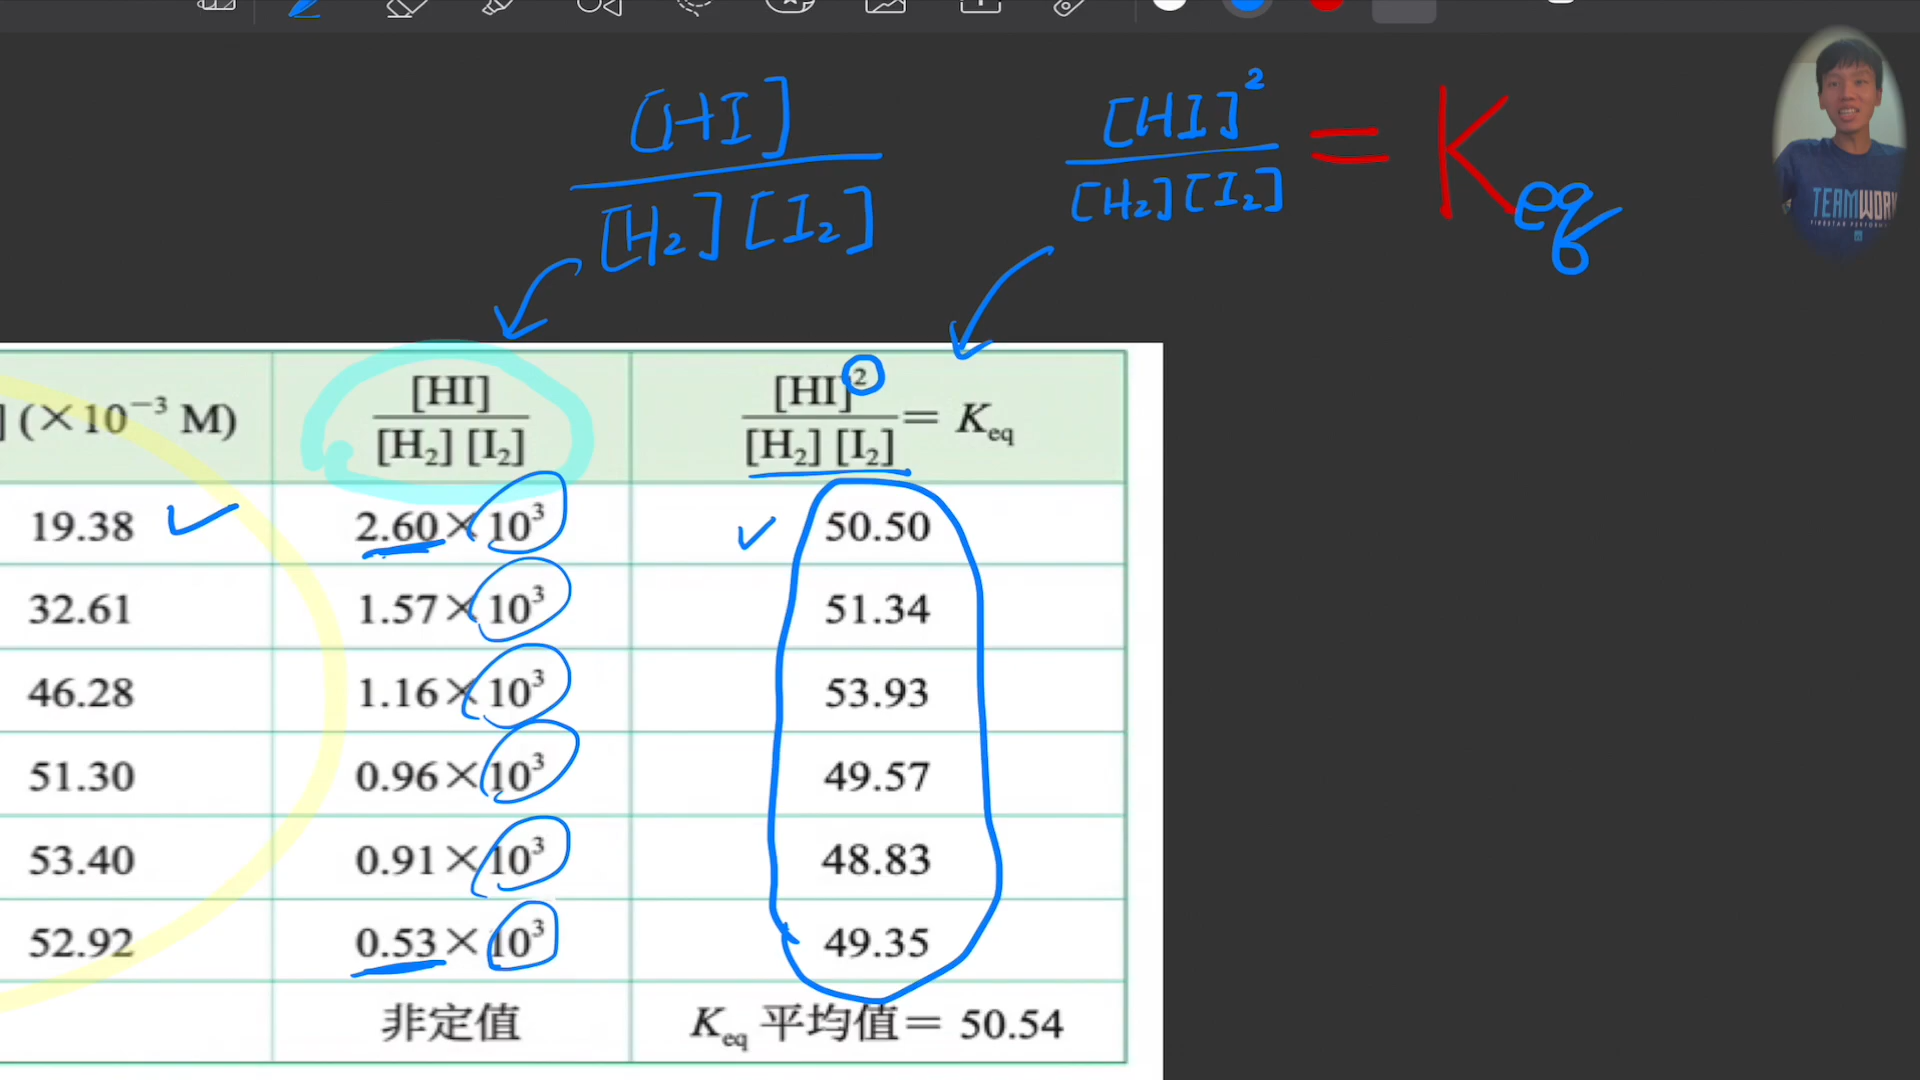 [HI]
[H₂][I₂]
[HI]²
[H₂][I₂]
= Keq
TEAMWORK
] (×10⁻³ M)
[HI]
[H₂] [I₂]
[HI]²
[H₂] [I₂]
= Keq
19.38 2.60×10³ 50.50
32.61 1.57×10³ 51.34
46.28 1.16×10³ 53.93
51.30 0.96×10³ 49.57
53.40 0.91×10³ 48.83
52.92 0.53×10³ 49.35
非定值 Keq 平均值= 50.54